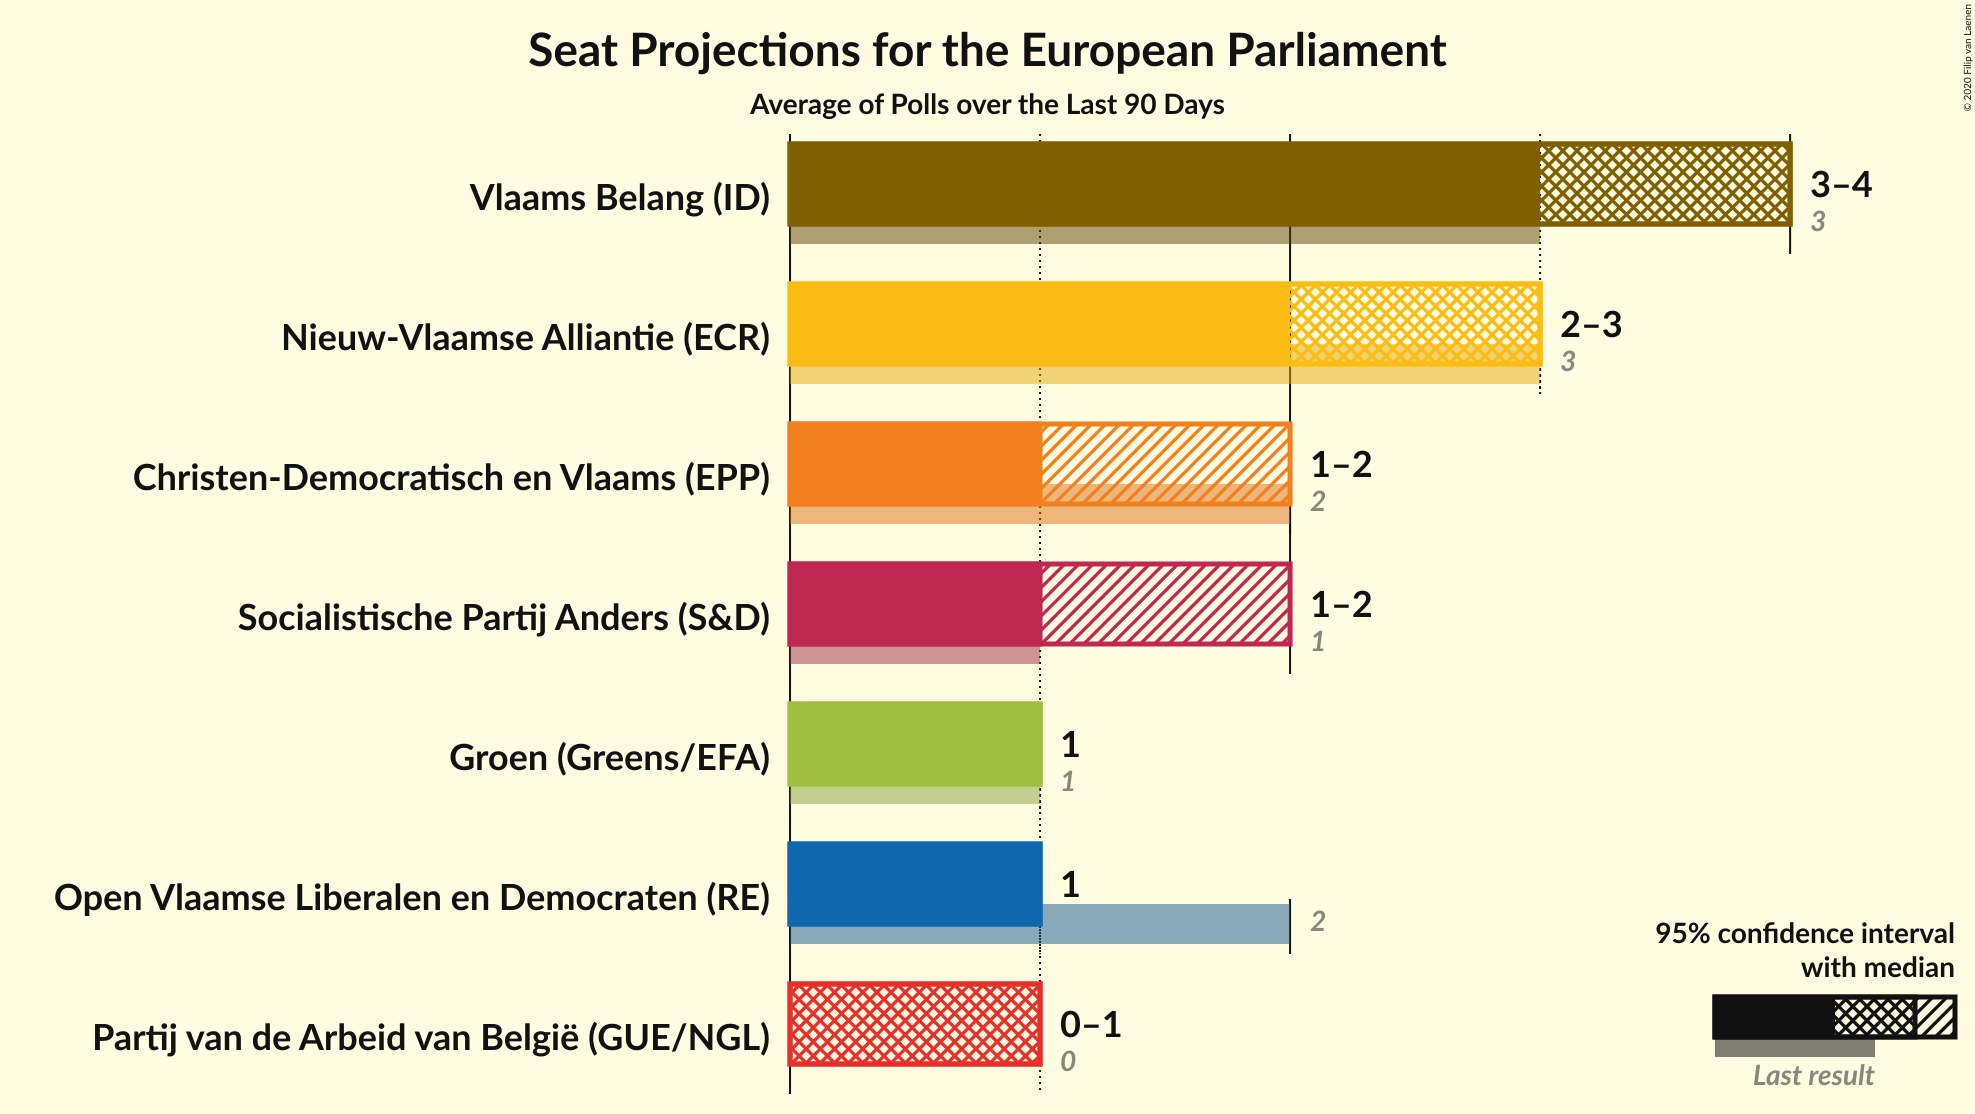 Seat Projections for the European Parliament
Average of Polls over the Last 90 Days
© 2020 Filip van Laenen
Vlaams Belang (ID)
3–4
3
Nieuw-Vlaamse Alliantie (ECR)
2–3
3
Christen-Democratisch en Vlaams (EPP)
1–2
2
Socialistische Partij Anders (S&D)
1–2
1
Groen (Greens/EFA)
1
1
Open Vlaamse Liberalen en Democraten (RE)
1
2
Partij van de Arbeid van België (GUE/NGL)
0–1
0
95% confidence interval
with median
Last result